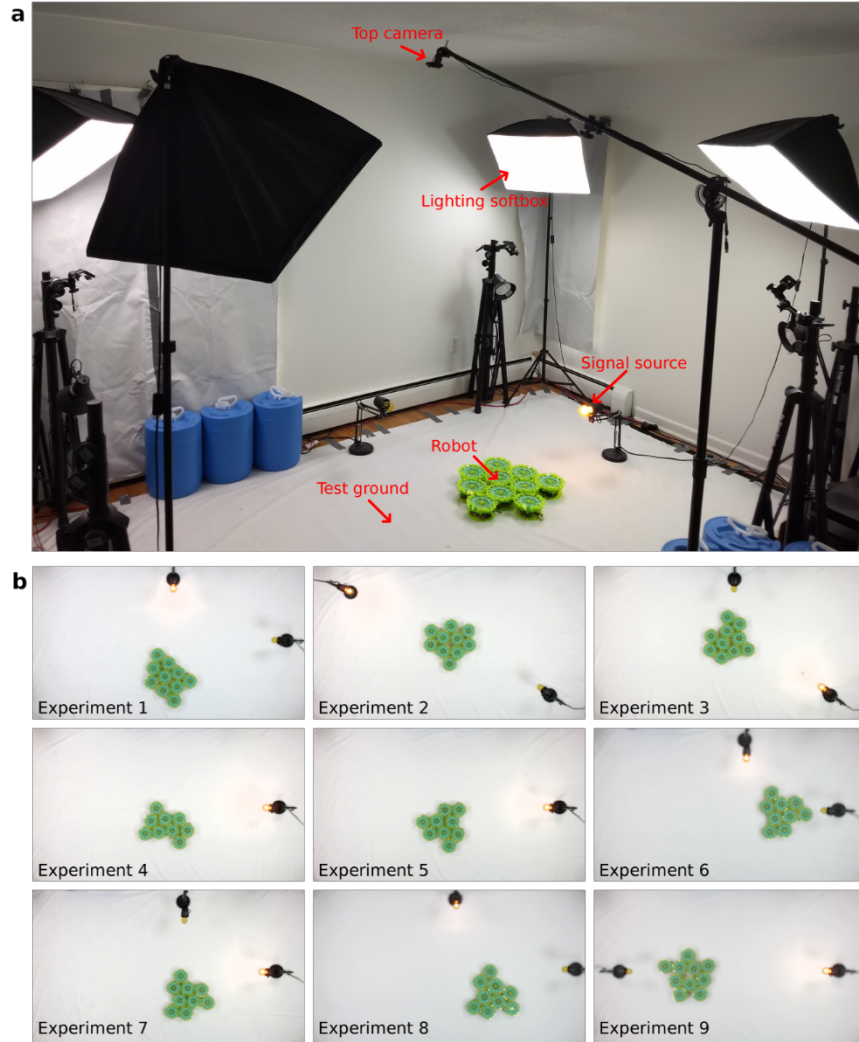 a
Top camera
Lighting softbox
Signal source
Robot
Test ground
b
Experiment 1
Experiment 2
Experiment 3
Experiment 4
Experiment 5
Experiment 6
Experiment 7
Experiment 8
Experiment 9